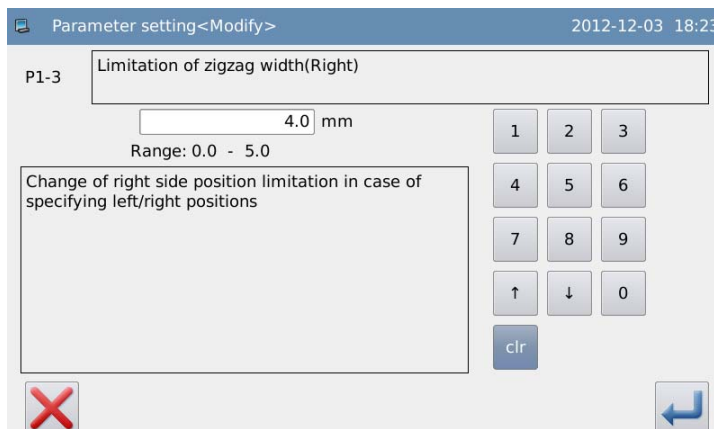 Parameter setting<Modify>
2012-12-03 18:23
P1-3
Limitation of zigzag width(Right)
4.0 mm
Range: 0.0 - 5.0
Change of right side position limitation in case of
specifying left/right positions
1 2 3
4 5 6
7 8 9
↑ ↓ 0
clr